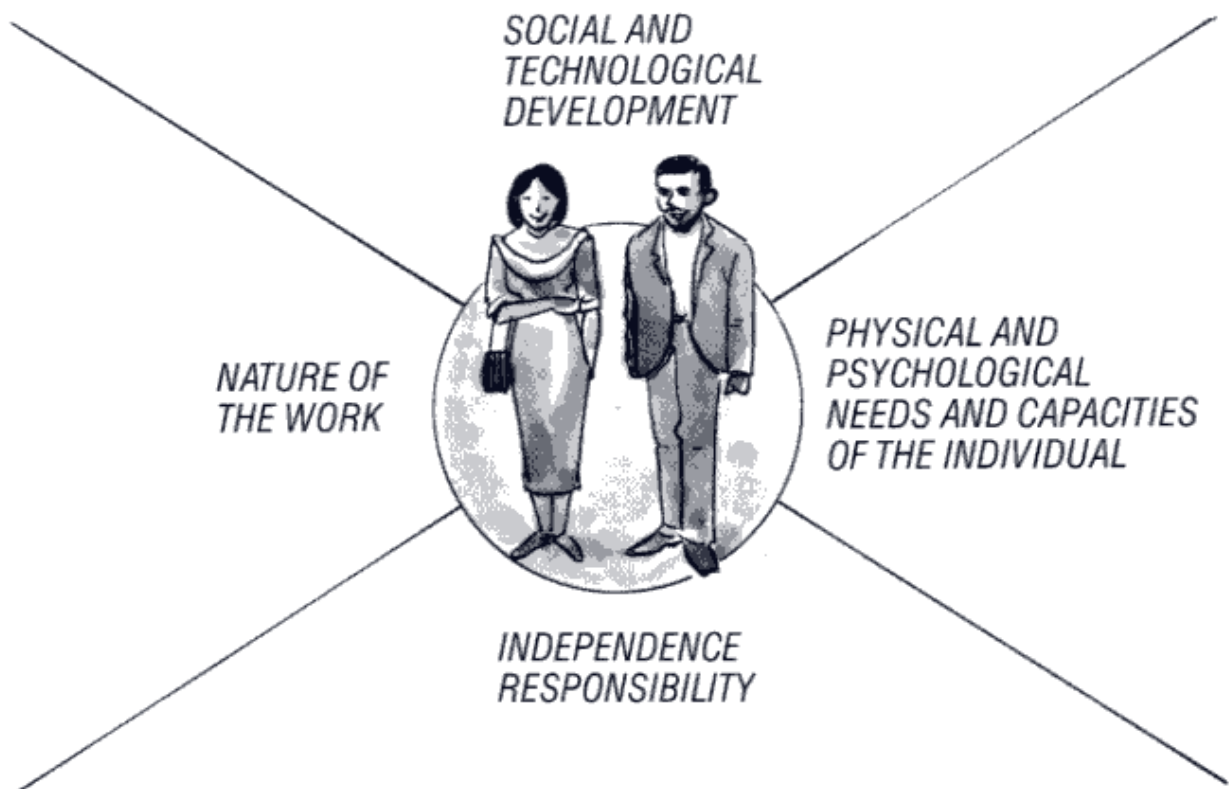 SOCIAL AND
TECHNOLOGICAL
DEVELOPMENT
NATURE OF
THE WORK
PHYSICAL AND
PSYCHOLOGICAL
NEEDS AND CAPACITIES
OF THE INDIVIDUAL
INDEPENDENCE
RESPONSIBILITY